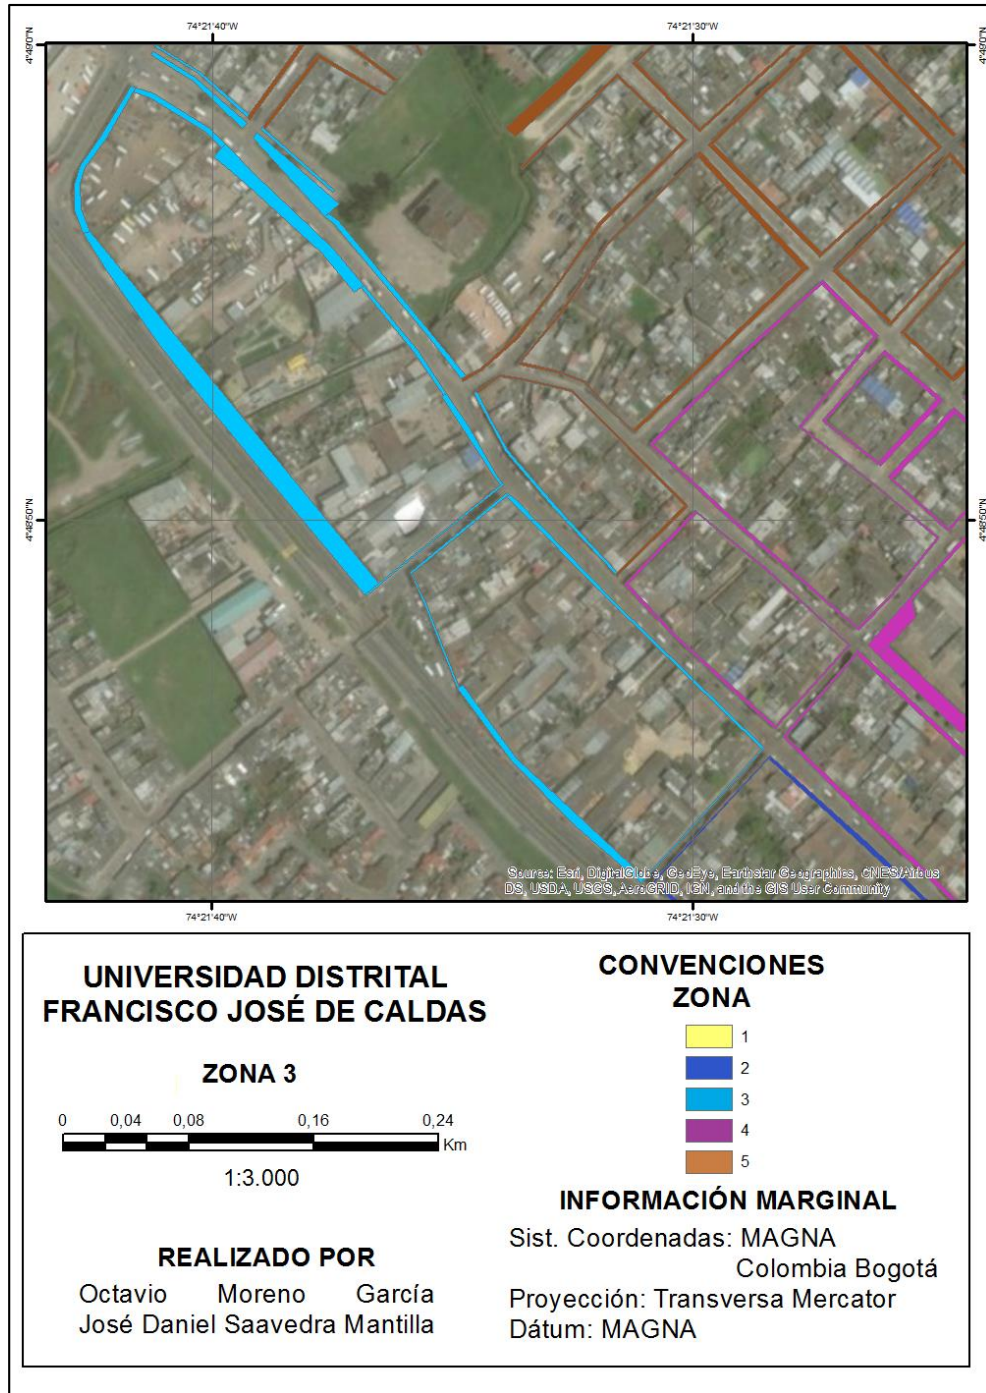 74°21'40"W 74°21'30"W
4°49'0"N 4°49'0"N
4°48'50"N 4°48'50"N
Source: Esri, DigitalGlobe, GeoEye, Earthstar Geographics, CNES/Airbus
DS, USDA, USGS, AeroGRID, IGN, and the GIS User Community
74°21'40"W 74°21'30"W
UNIVERSIDAD DISTRITAL
FRANCISCO JOSÉ DE CALDAS
ZONA 3
0 0,04 0,08 0,16 0,24
Km
1:3.000
REALIZADO POR
Octavio Moreno García
José Daniel Saavedra Mantilla
CONVENCIONES
ZONA
1
2
3
4
5
INFORMACIÓN MARGINAL
Sist. Coordenadas: MAGNA
Colombia Bogotá
Proyección: Transversa Mercator
Dátum: MAGNA